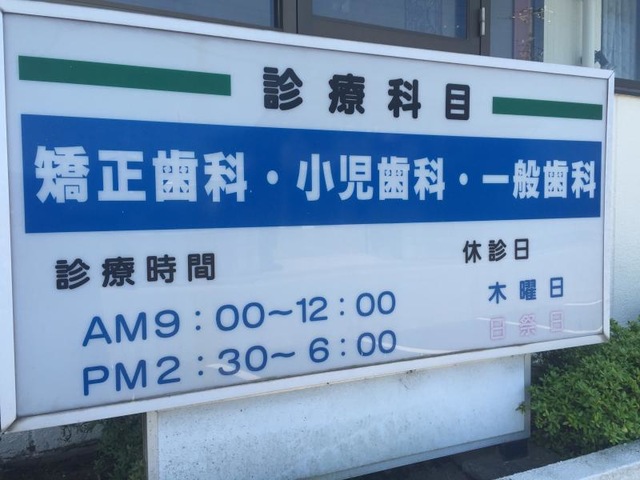 診療科目
矯正歯科・小児歯科・一般歯科
診療時間
AM9：00〜12：00
PM2：30〜6：00
休診日
木曜日
日祭日